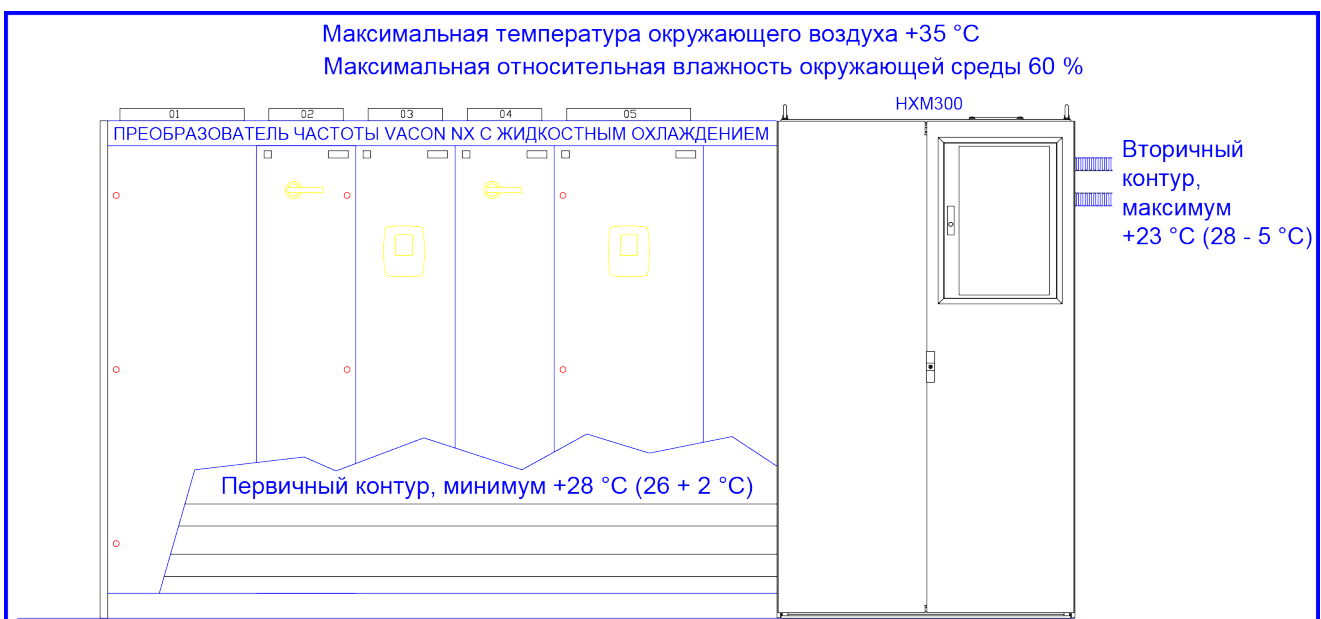 Максимальная температура окружающего воздуха +35 °C
Максимальная относительная влажность окружающей среды 60 %
HXM300
01 02 03 04 05
ПРЕОБРАЗОВАТЕЛЬ ЧАСТОТЫ VACON NX С ЖИДКОСТНЫМ ОХЛАЖДЕНИЕМ
Вторичный
контур,
максимум
+23 °C (28 - 5 °C)
Первичный контур, минимум +28 °C (26 + 2 °C)